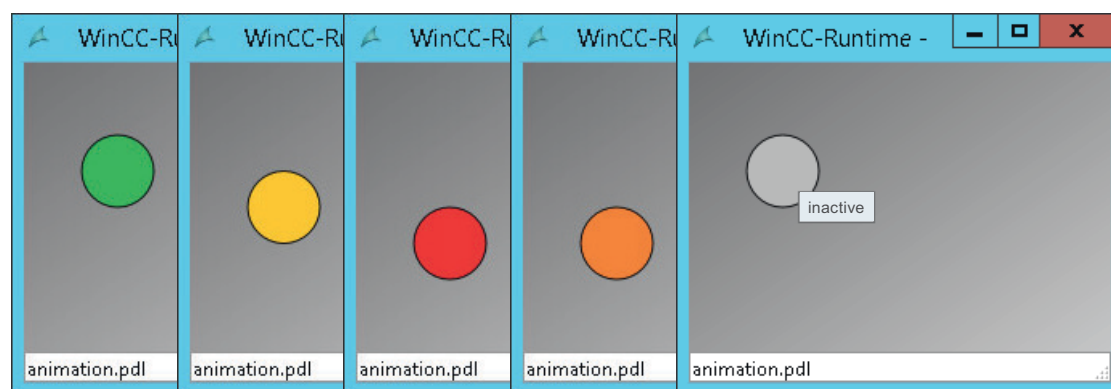 WinCC-Ru
WinCC-Ru
WinCC-Ru
WinCC-Ru
WinCC-Runtime -
inactive
animation.pdl
animation.pdl
animation.pdl
animation.pdl
animation.pdl